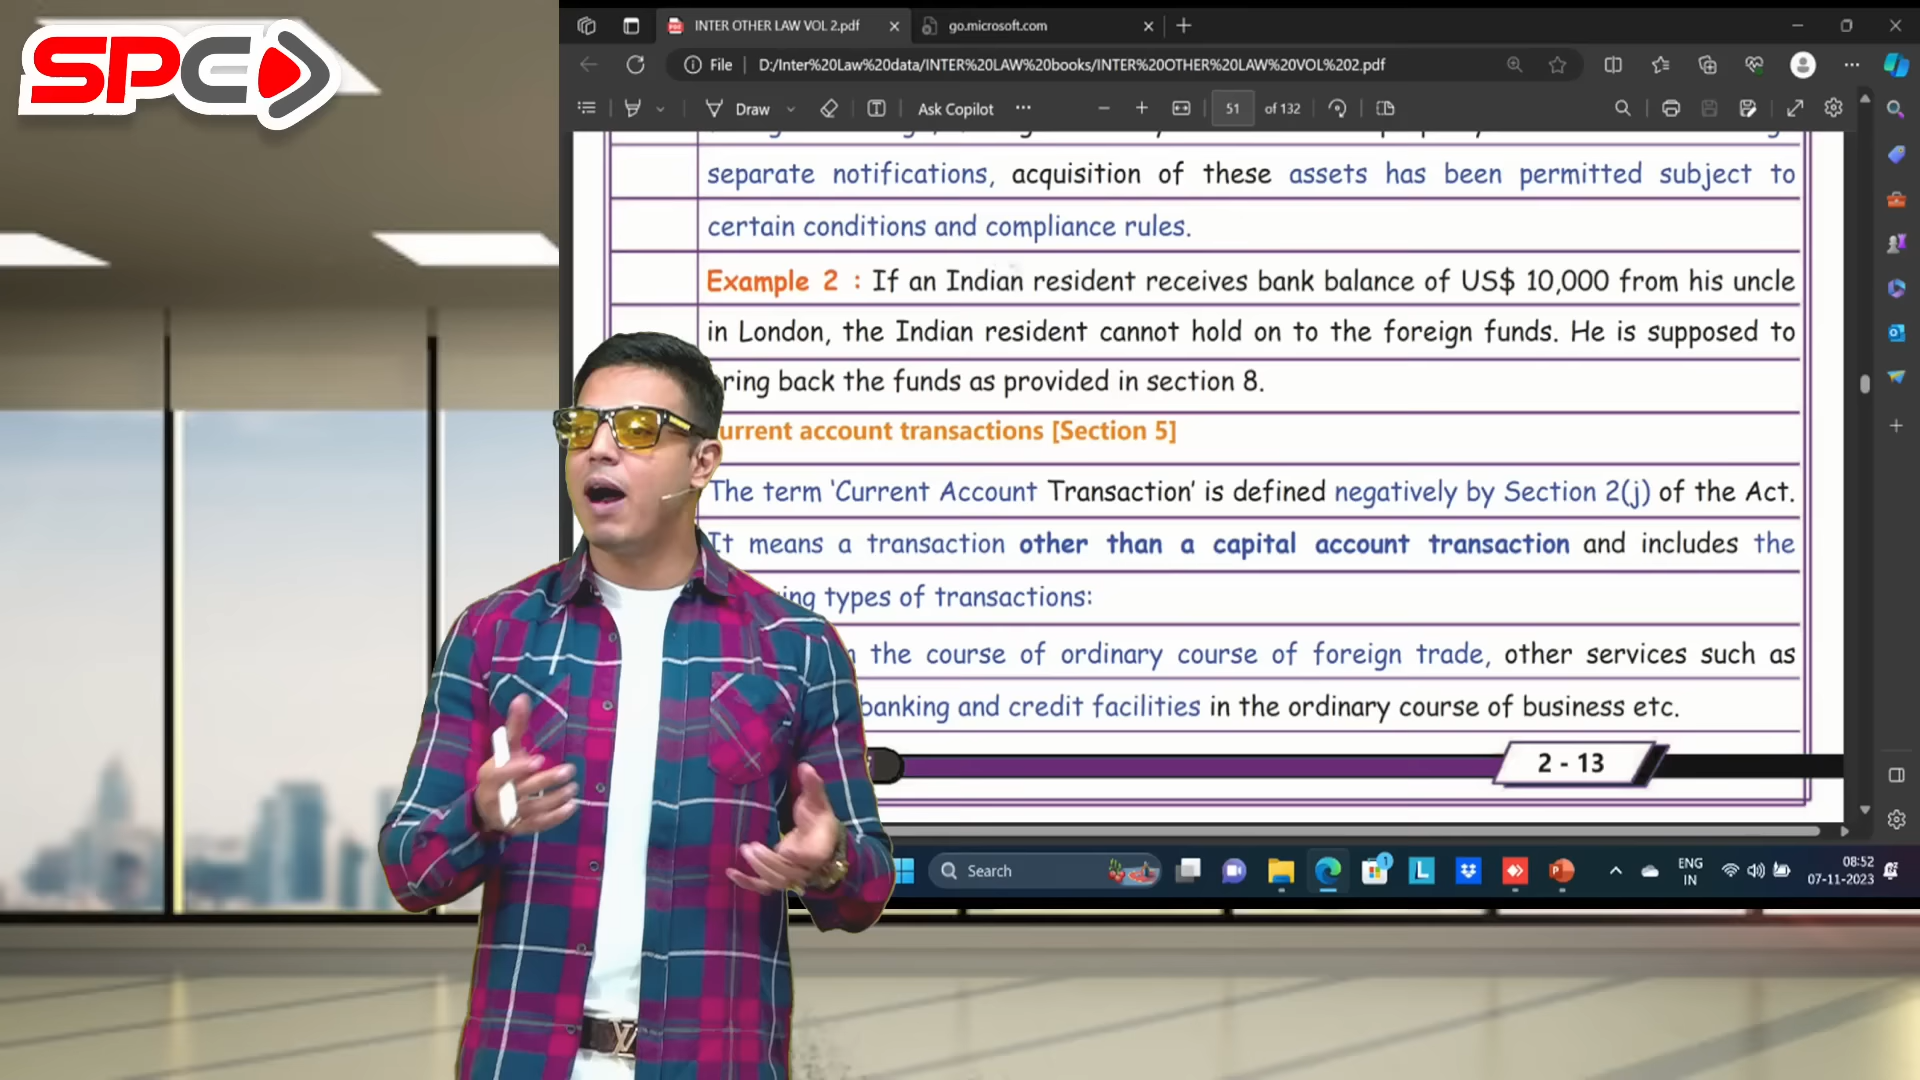 SPC
INTER OTHER LAW VOL 2.pdf
go.microsoft.com
File
D:/Inter%20Law%20data/INTER%20LAW%20books/INTER%20OTHER%20LAW%20VOL%202.pdf
Draw
Ask Copilot
51
of 132
separate notifications, acquisition of these assets has been permitted subject to
certain conditions and compliance rules.
Example 2 : If an Indian resident receives bank balance of US$ 10,000 from his uncle
in London, the Indian resident cannot hold on to the foreign funds. He is supposed to
ring back the funds as provided in section 8.
urrent account transactions [Section 5]
The term ‘Current Account Transaction’ is defined negatively by Section 2(j) of the Act.
It means a transaction other than a capital account transaction and includes the
ing types of transactions:
the course of ordinary course of foreign trade, other services such as
banking and credit facilities in the ordinary course of business etc.
2 - 13
Search
1
ENG
IN
08:52
07-11-2023